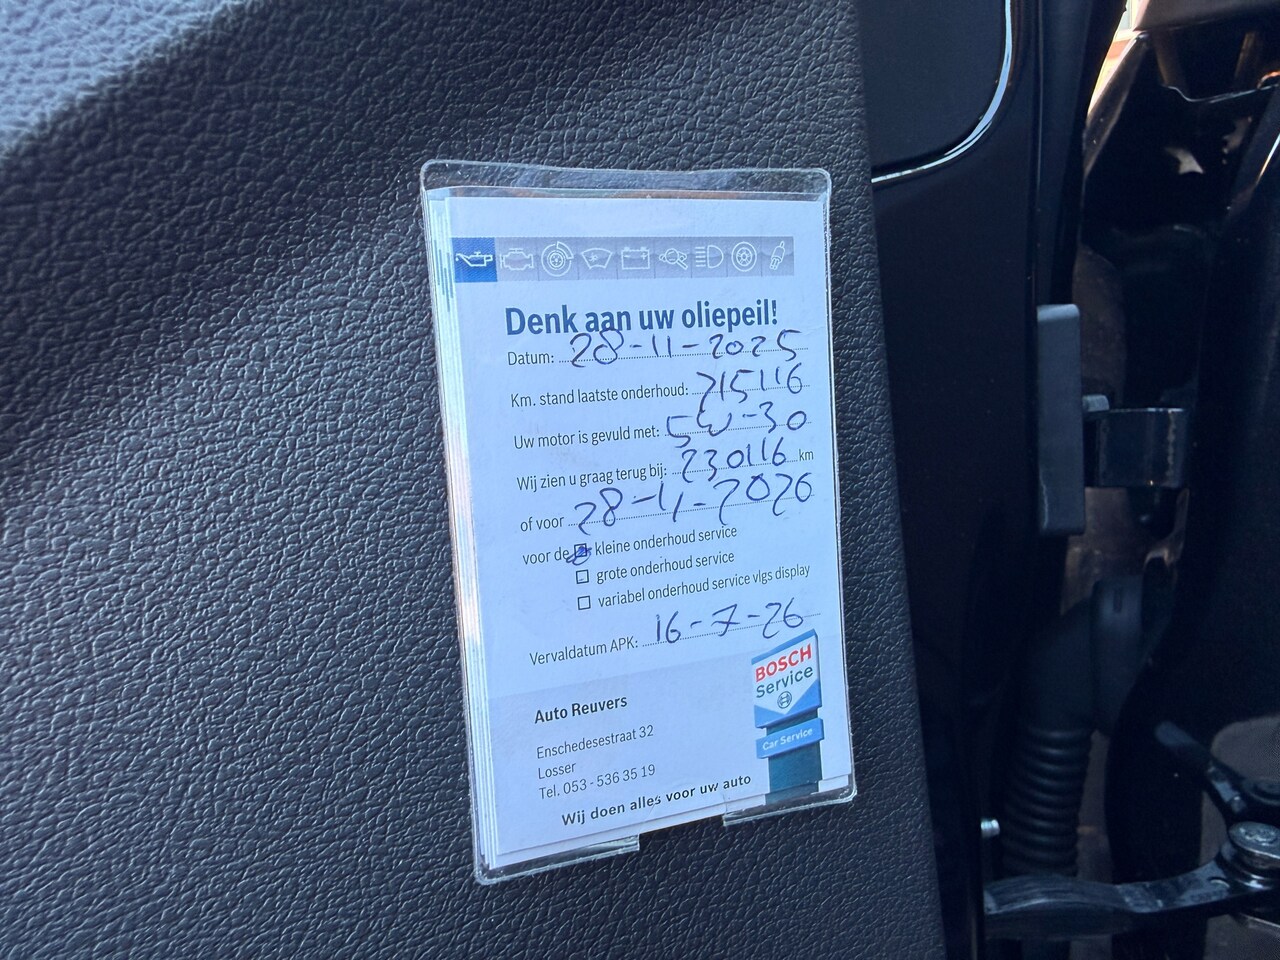 Denk aan uw oliepeil!
Datum: 28-11-2025
Km. stand laatste onderhoud: 215116
Uw motor is gevuld met: 5W-30
Wij zien u graag terug bij: 230116 km
of voor 28-11-2026
voor de kleine onderhoud service
grote onderhoud service
variabel onderhoud service vlgs display
Vervaldatum APK: 16-7-26
BOSCH
Service
Car Service
Auto Reuvers
Enschedesestraat 32
Losser
Tel. 053 - 536 35 19
Wij doen alles voor uw auto